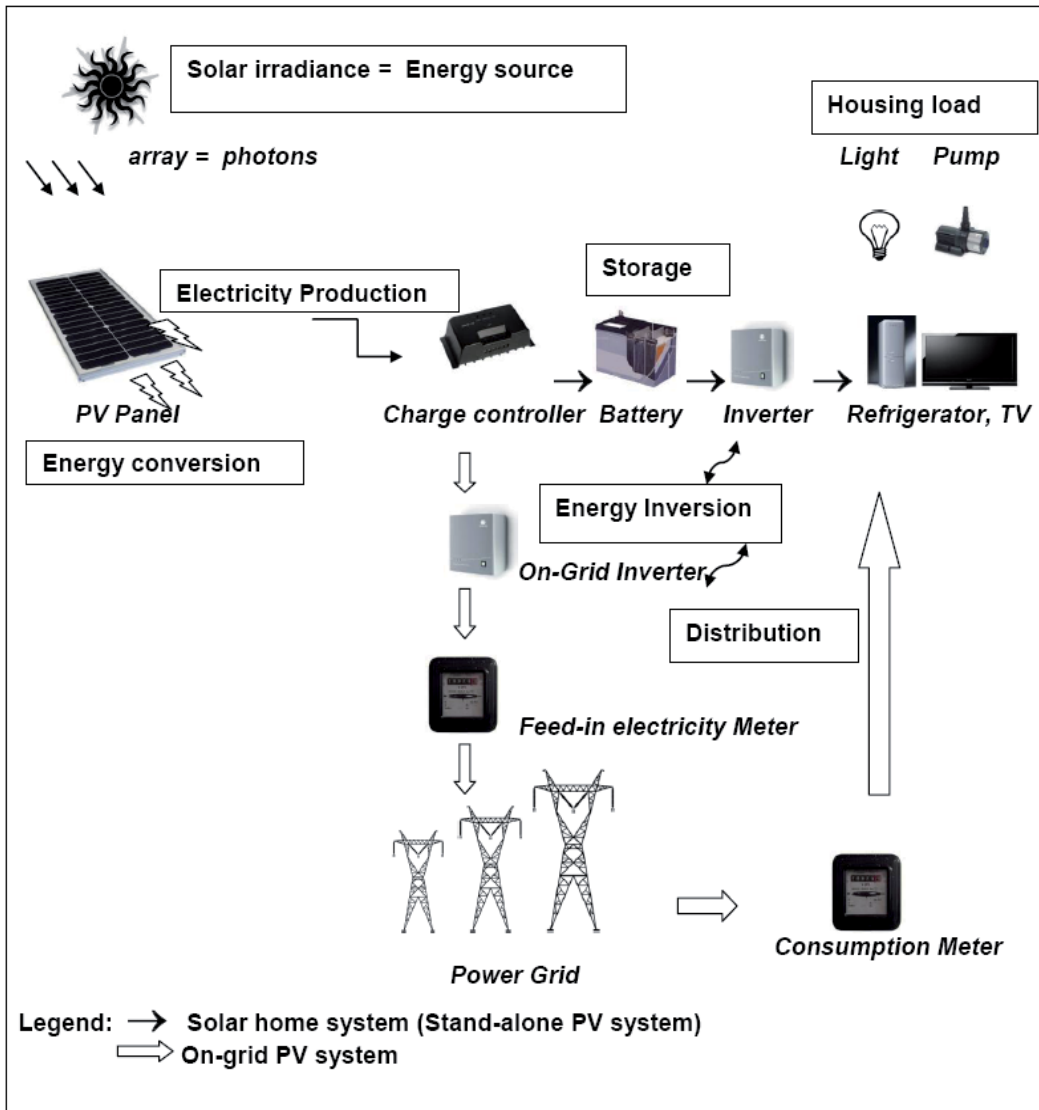 Solar irradiance = Energy source
Housing load
array = photons
Light Pump
Storage
Electricity Production
PV Panel
Charge controller Battery Inverter Refrigerator, TV
Energy conversion
Energy Inversion
On-Grid Inverter
Distribution
Feed-in electricity Meter
Consumption Meter
Power Grid
Legend: → Solar home system (Stand-alone PV system)
⇨ On-grid PV system